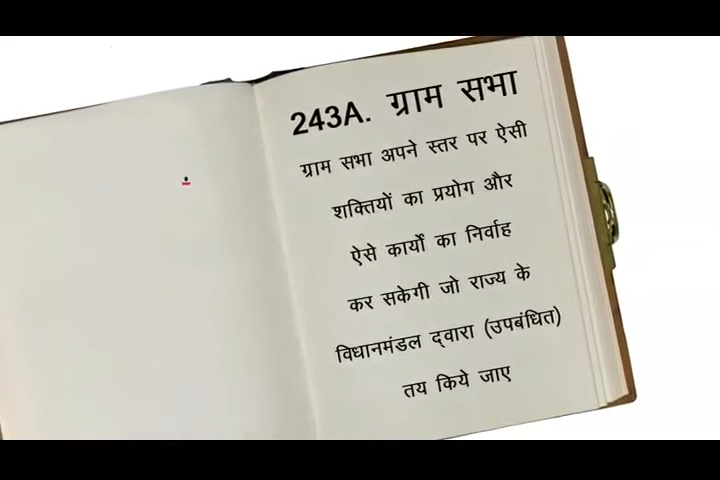 243A. ग्राम सभा
ग्राम सभा अपने स्तर पर ऐसी
शक्तियों का प्रयोग और
ऐसे कार्यों का निर्वाह
कर सकेगी जो राज्य के
विधानमंडल द्वारा (उपबंधित)
तय किये जाए